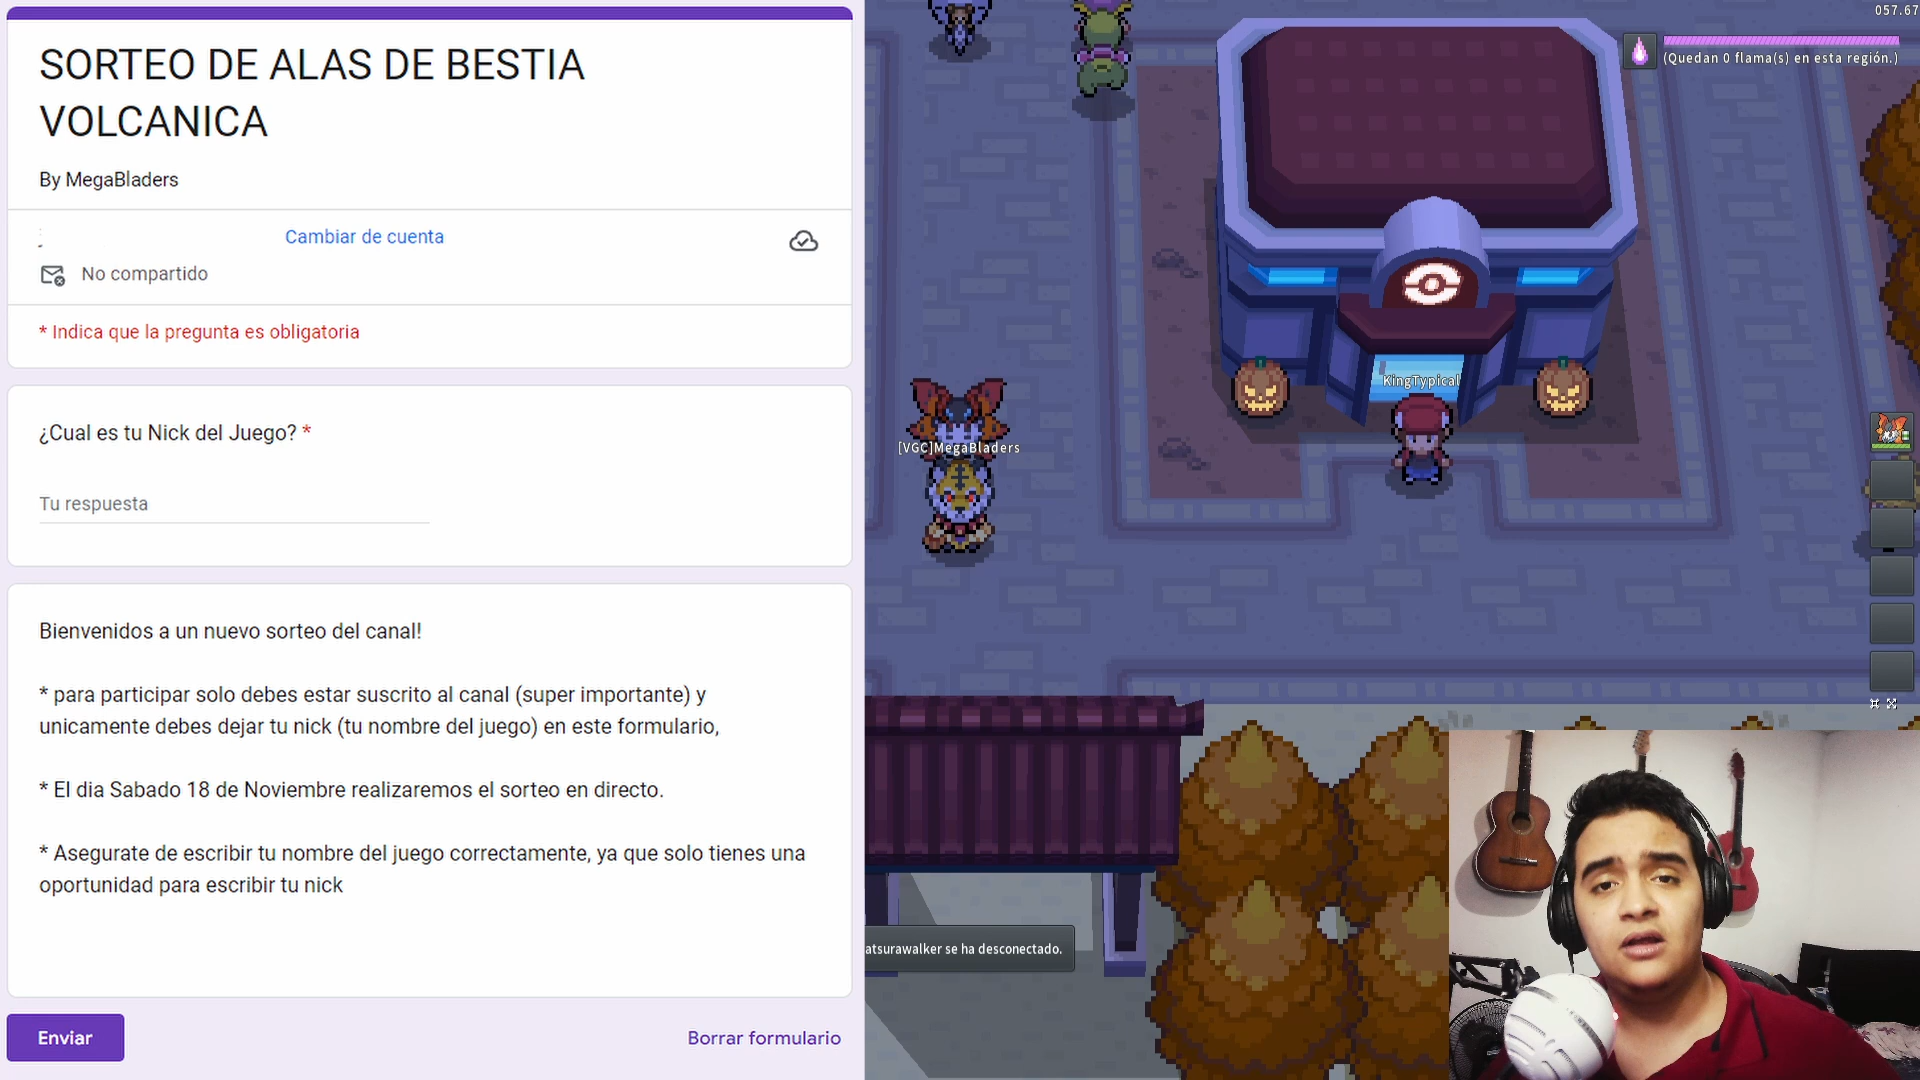 SORTEO DE ALAS DE BESTIA
VOLCANICA
By MegaBladers
Cambiar de cuenta
No compartido
* Indica que la pregunta es obligatoria
¿Cual es tu Nick del Juego? *
Tu respuesta
Bienvenidos a un nuevo sorteo del canal!
* para participar solo debes estar suscrito al canal (super importante) y
unicamente debes dejar tu nick (tu nombre del juego) en este formulario,
* El dia Sabado 18 de Noviembre realizaremos el sorteo en directo.
* Asegurate de escribir tu nombre del juego correctamente, ya que solo tienes una
oportunidad para escribir tu nick
Enviar
Borrar formulario
057.67
(Quedan 0 flama(s) en esta región.)
KingTypical
[VGC]MegaBladers
atsurawalker se ha desconectado.